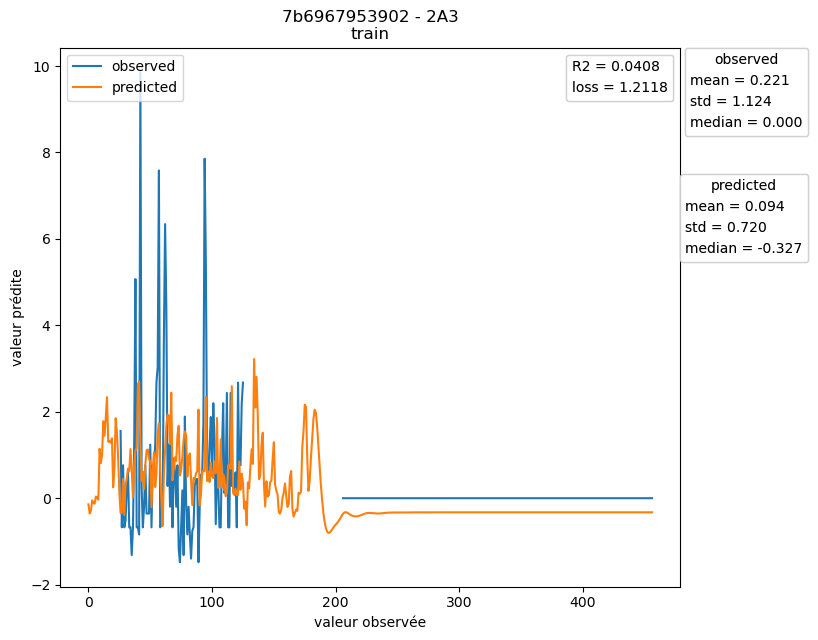 7b6967953902 - 2A3
train
observed
predicted
R2 = 0.0408
loss = 1.2118
observed
mean = 0.221
std = 1.124
median = 0.000
predicted
mean = 0.094
std = 0.720
median = -0.327
valeur prédite
10
8
6
4
2
0
−2
0
100
200
300
400
valeur observée